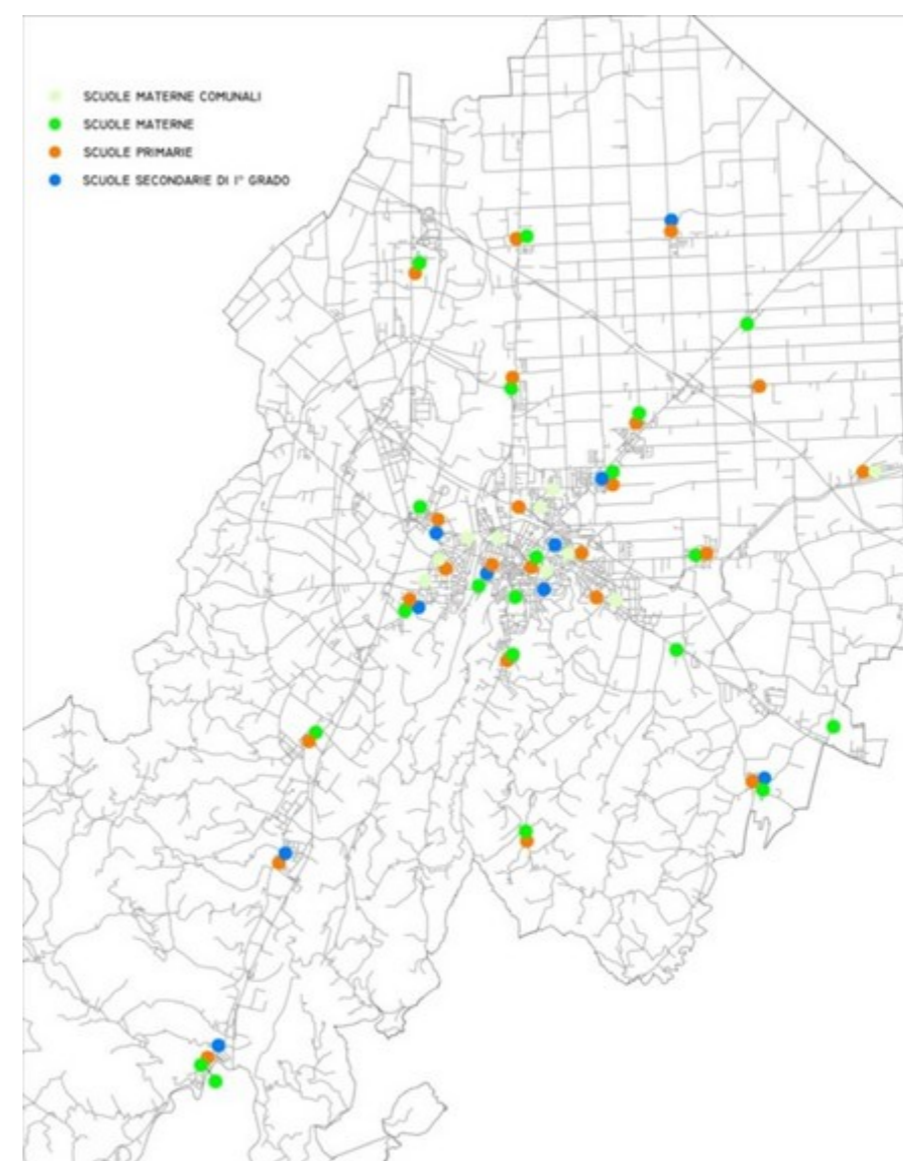 SCUOLE MATERNE COMUNALI
SCUOLE MATERNE
SCUOLE PRIMARIE
SCUOLE SECONDARIE DI I° GRADO